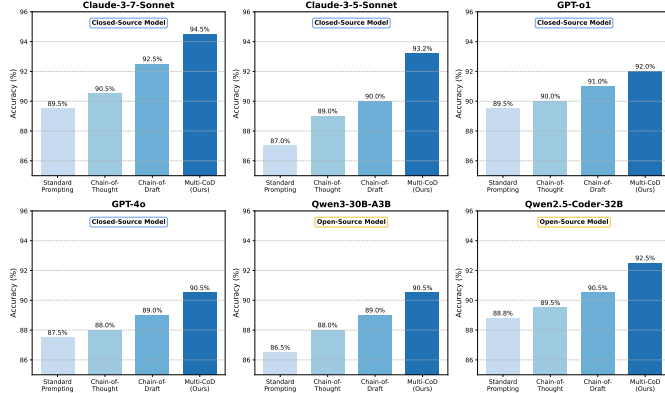 Claude-3-7-Sonnet
Closed-Source Model
Accuracy (%)
96
94
92
90
88
86
89.5%
90.5%
92.5%
94.5%
Standard
Prompting
Chain-of-
Thought
Chain-of-
Draft
Multi-CoD
(Ours)
Claude-3-5-Sonnet
Closed-Source Model
Accuracy (%)
96
94
92
90
88
86
87.0%
89.0%
90.0%
93.2%
Standard
Prompting
Chain-of-
Thought
Chain-of-
Draft
Multi-CoD
(Ours)
GPT-o1
Closed-Source Model
Accuracy (%)
96
94
92
90
88
86
89.5%
90.0%
91.0%
92.0%
Standard
Prompting
Chain-of-
Thought
Chain-of-
Draft
Multi-CoD
(Ours)
GPT-4o
Closed-Source Model
Accuracy (%)
96
94
92
90
88
86
87.5%
88.0%
89.0%
90.5%
Standard
Prompting
Chain-of-
Thought
Chain-of-
Draft
Multi-CoD
(Ours)
Qwen3-30B-A3B
Open-Source Model
Accuracy (%)
96
94
92
90
88
86
86.5%
88.0%
89.0%
90.5%
Standard
Prompting
Chain-of-
Thought
Chain-of-
Draft
Multi-CoD
(Ours)
Qwen2.5-Coder-32B
Open-Source Model
Accuracy (%)
96
94
92
90
88
86
88.8%
89.5%
90.5%
92.5%
Standard
Prompting
Chain-of-
Thought
Chain-of-
Draft
Multi-CoD
(Ours)